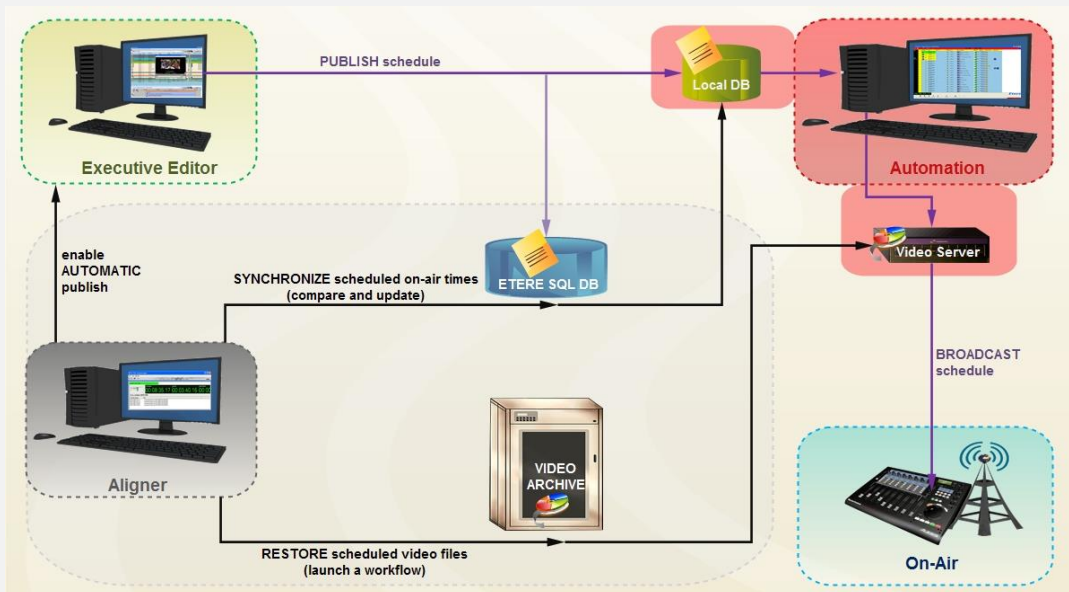 PUBLISH schedule
Local DB
Executive Editor
Automation
enable
AUTOMATIC
publish
SYNCHRONIZE scheduled on-air times
(compare and update)
ETERE SQL DB
Video Server
BROADCAST
schedule
Aligner
VIDEO
ARCHIVE
RESTORE scheduled video files
(launch a workflow)
On-Air